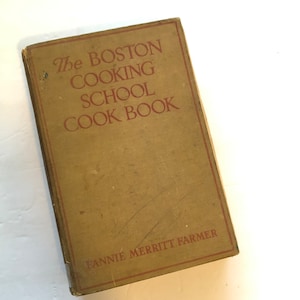 The BOSTON
COOKING
SCHOOL
COOK BOOK
FANNIE MERRITT FARMER